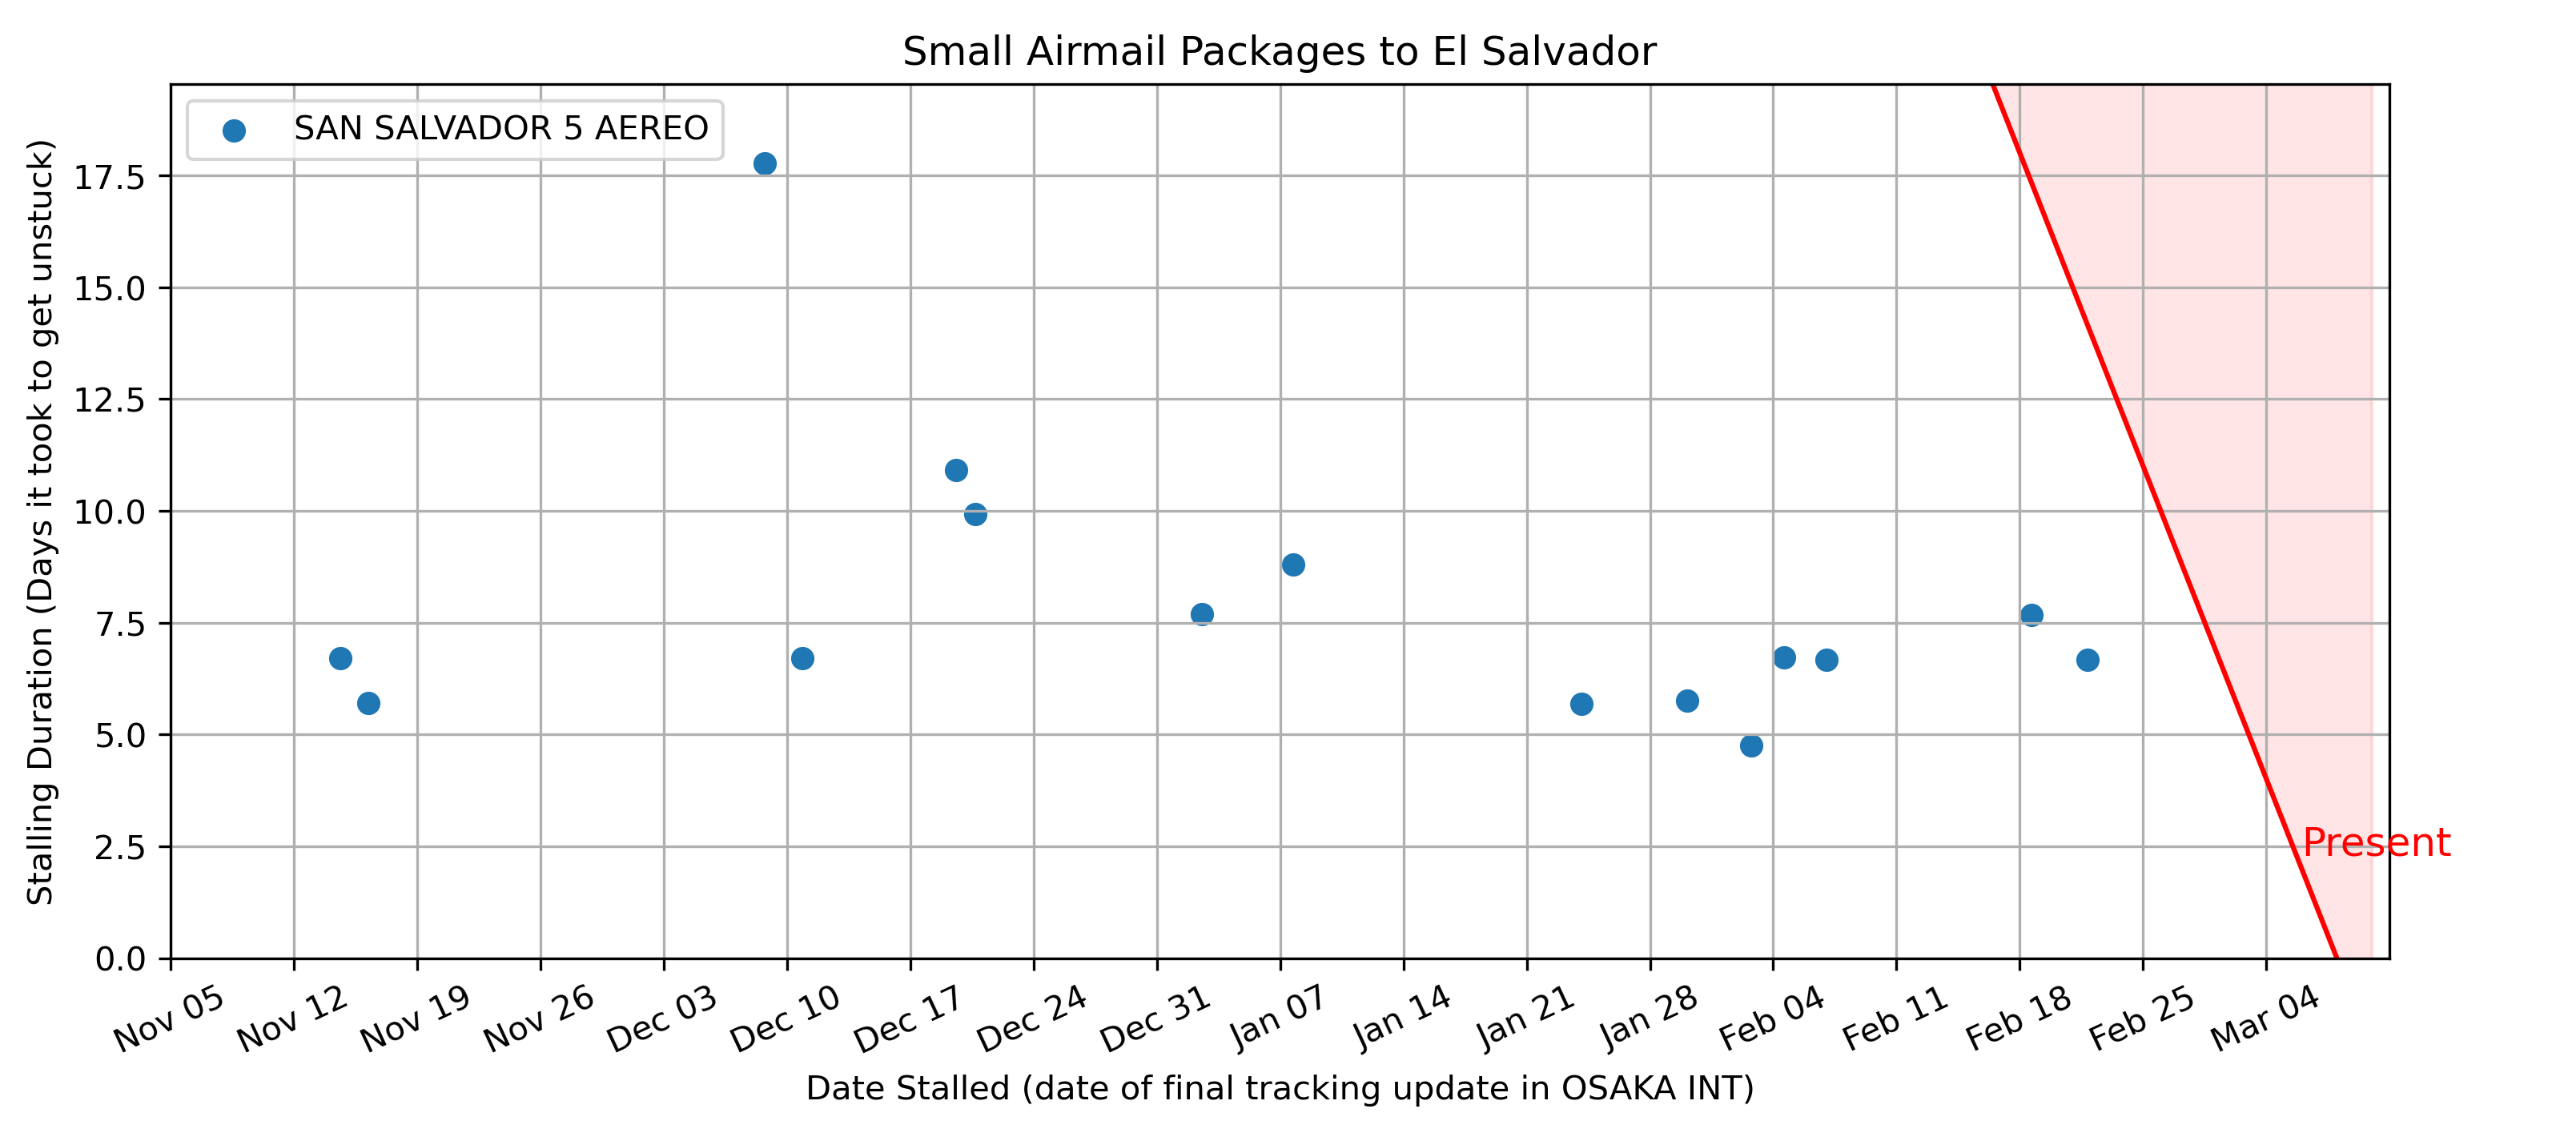 Small Airmail Packages to El Salvador
SAN SALVADOR 5 AEREO
Stalling Duration (Days it took to get unstuck)
17.5
15.0
12.5
10.0
7.5
5.0
2.5
0.0
Present
Nov 05 Nov 12 Nov 19 Nov 26 Dec 03 Dec 10 Dec 17 Dec 24 Dec 31 Jan 07 Jan 14 Jan 21 Jan 28 Feb 04 Feb 11 Feb 18 Feb 25 Mar 04
Date Stalled (date of final tracking update in OSAKA INT)